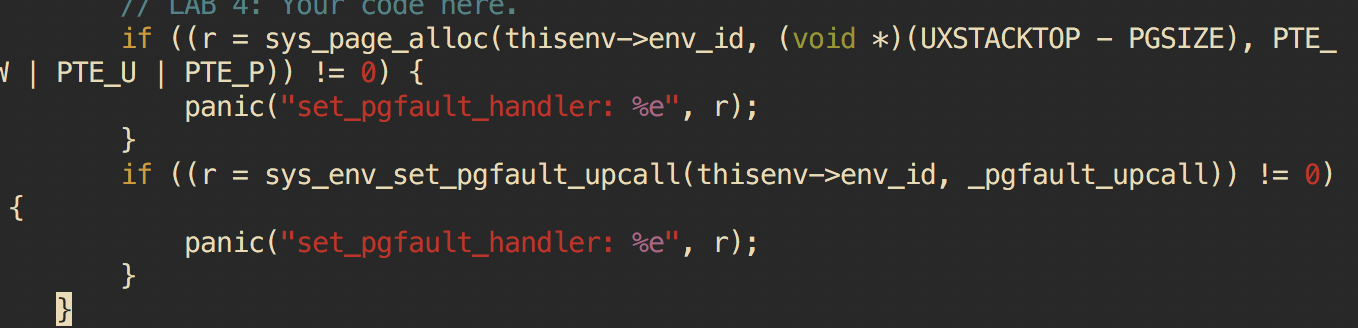 // LAB 4: Your code here.
if ((r = sys_page_alloc(thisenv->env_id, (void *)(UXSTACKTOP - PGSIZE), PTE_
W | PTE_U | PTE_P)) != 0) {
panic("set_pgfault_handler: %e", r);
}
if ((r = sys_env_set_pgfault_upcall(thisenv->env_id, _pgfault_upcall)) != 0)
{
panic("set_pgfault_handler: %e", r);
}
}